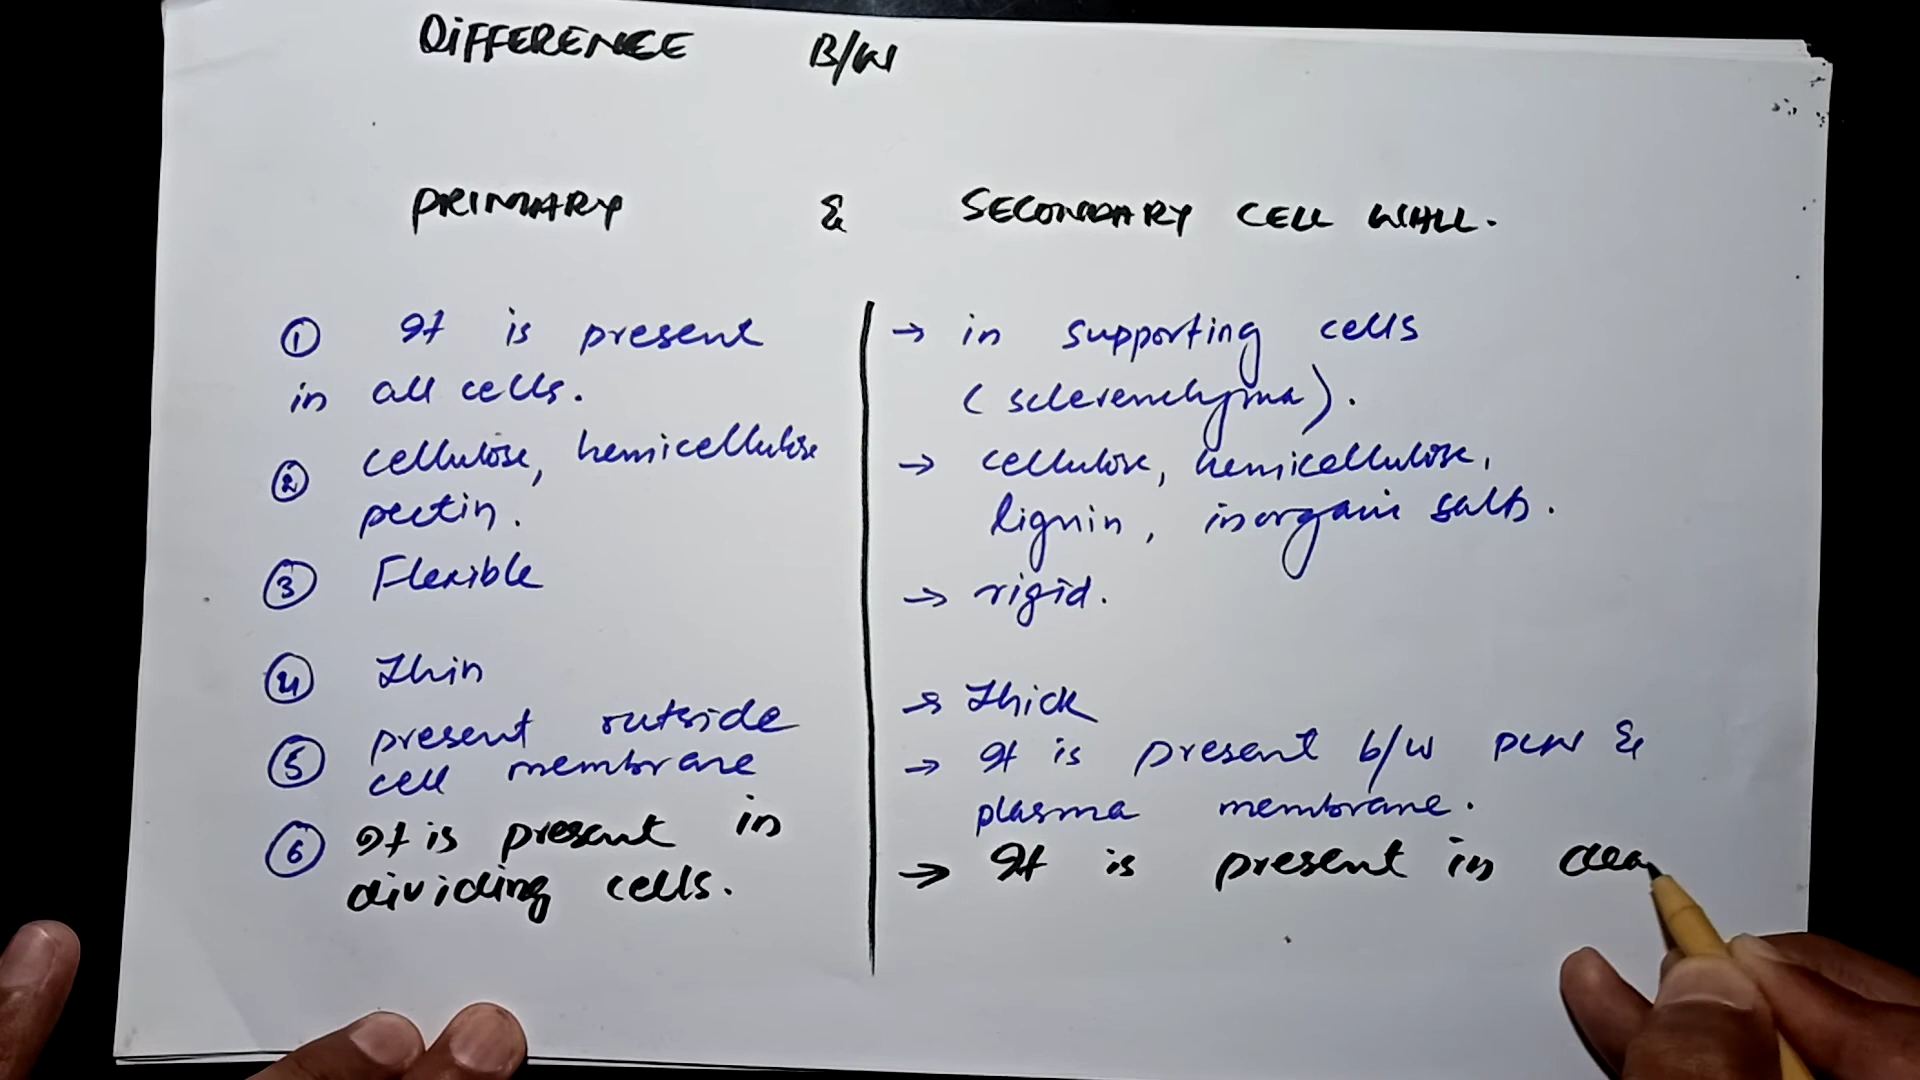 DIFFERENCE B/W
PRIMARY & SECONDARY CELL WALL.
① It is present
in all cells.
② cellulose, hemicellulose
pectin.
③ Flexible
④ Thin
⑤ present outside
cell membrane
⑥ It is present in
dividing cells.
→ in supporting cells
(sclerenchyma).
→ cellulose, hemicellulose,
lignin, inorganic salts.
→ rigid.
→ Thick
→ It is present b/w PCW &
plasma membrane.
→ It is present in dea